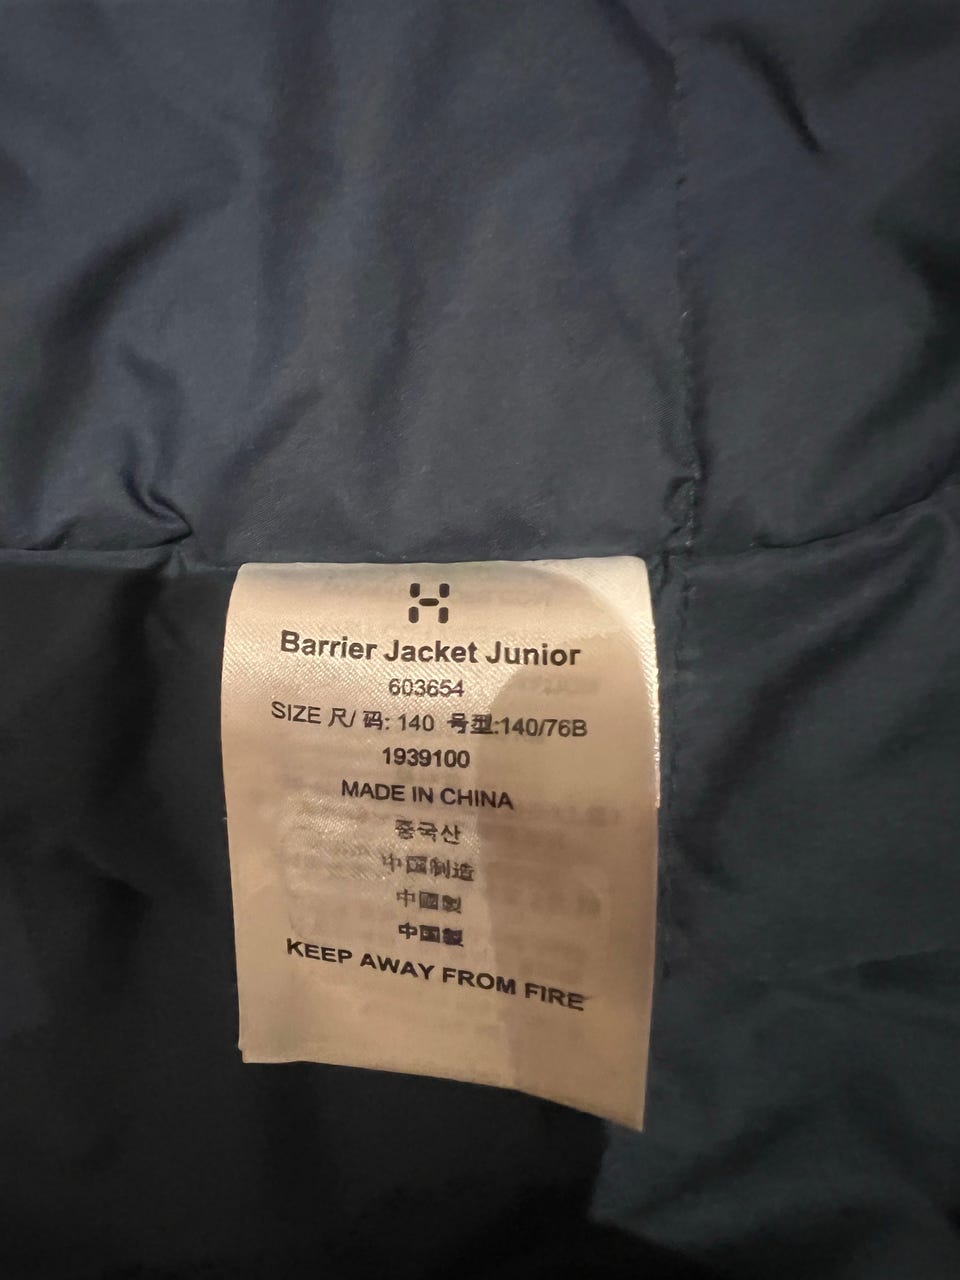 Barrier Jacket Junior
603654
SIZE 尺/ 码: 140 号型:140/76B
1939100
MADE IN CHINA
중국산
中国制造
中國製
中国製
KEEP AWAY FROM FIRE